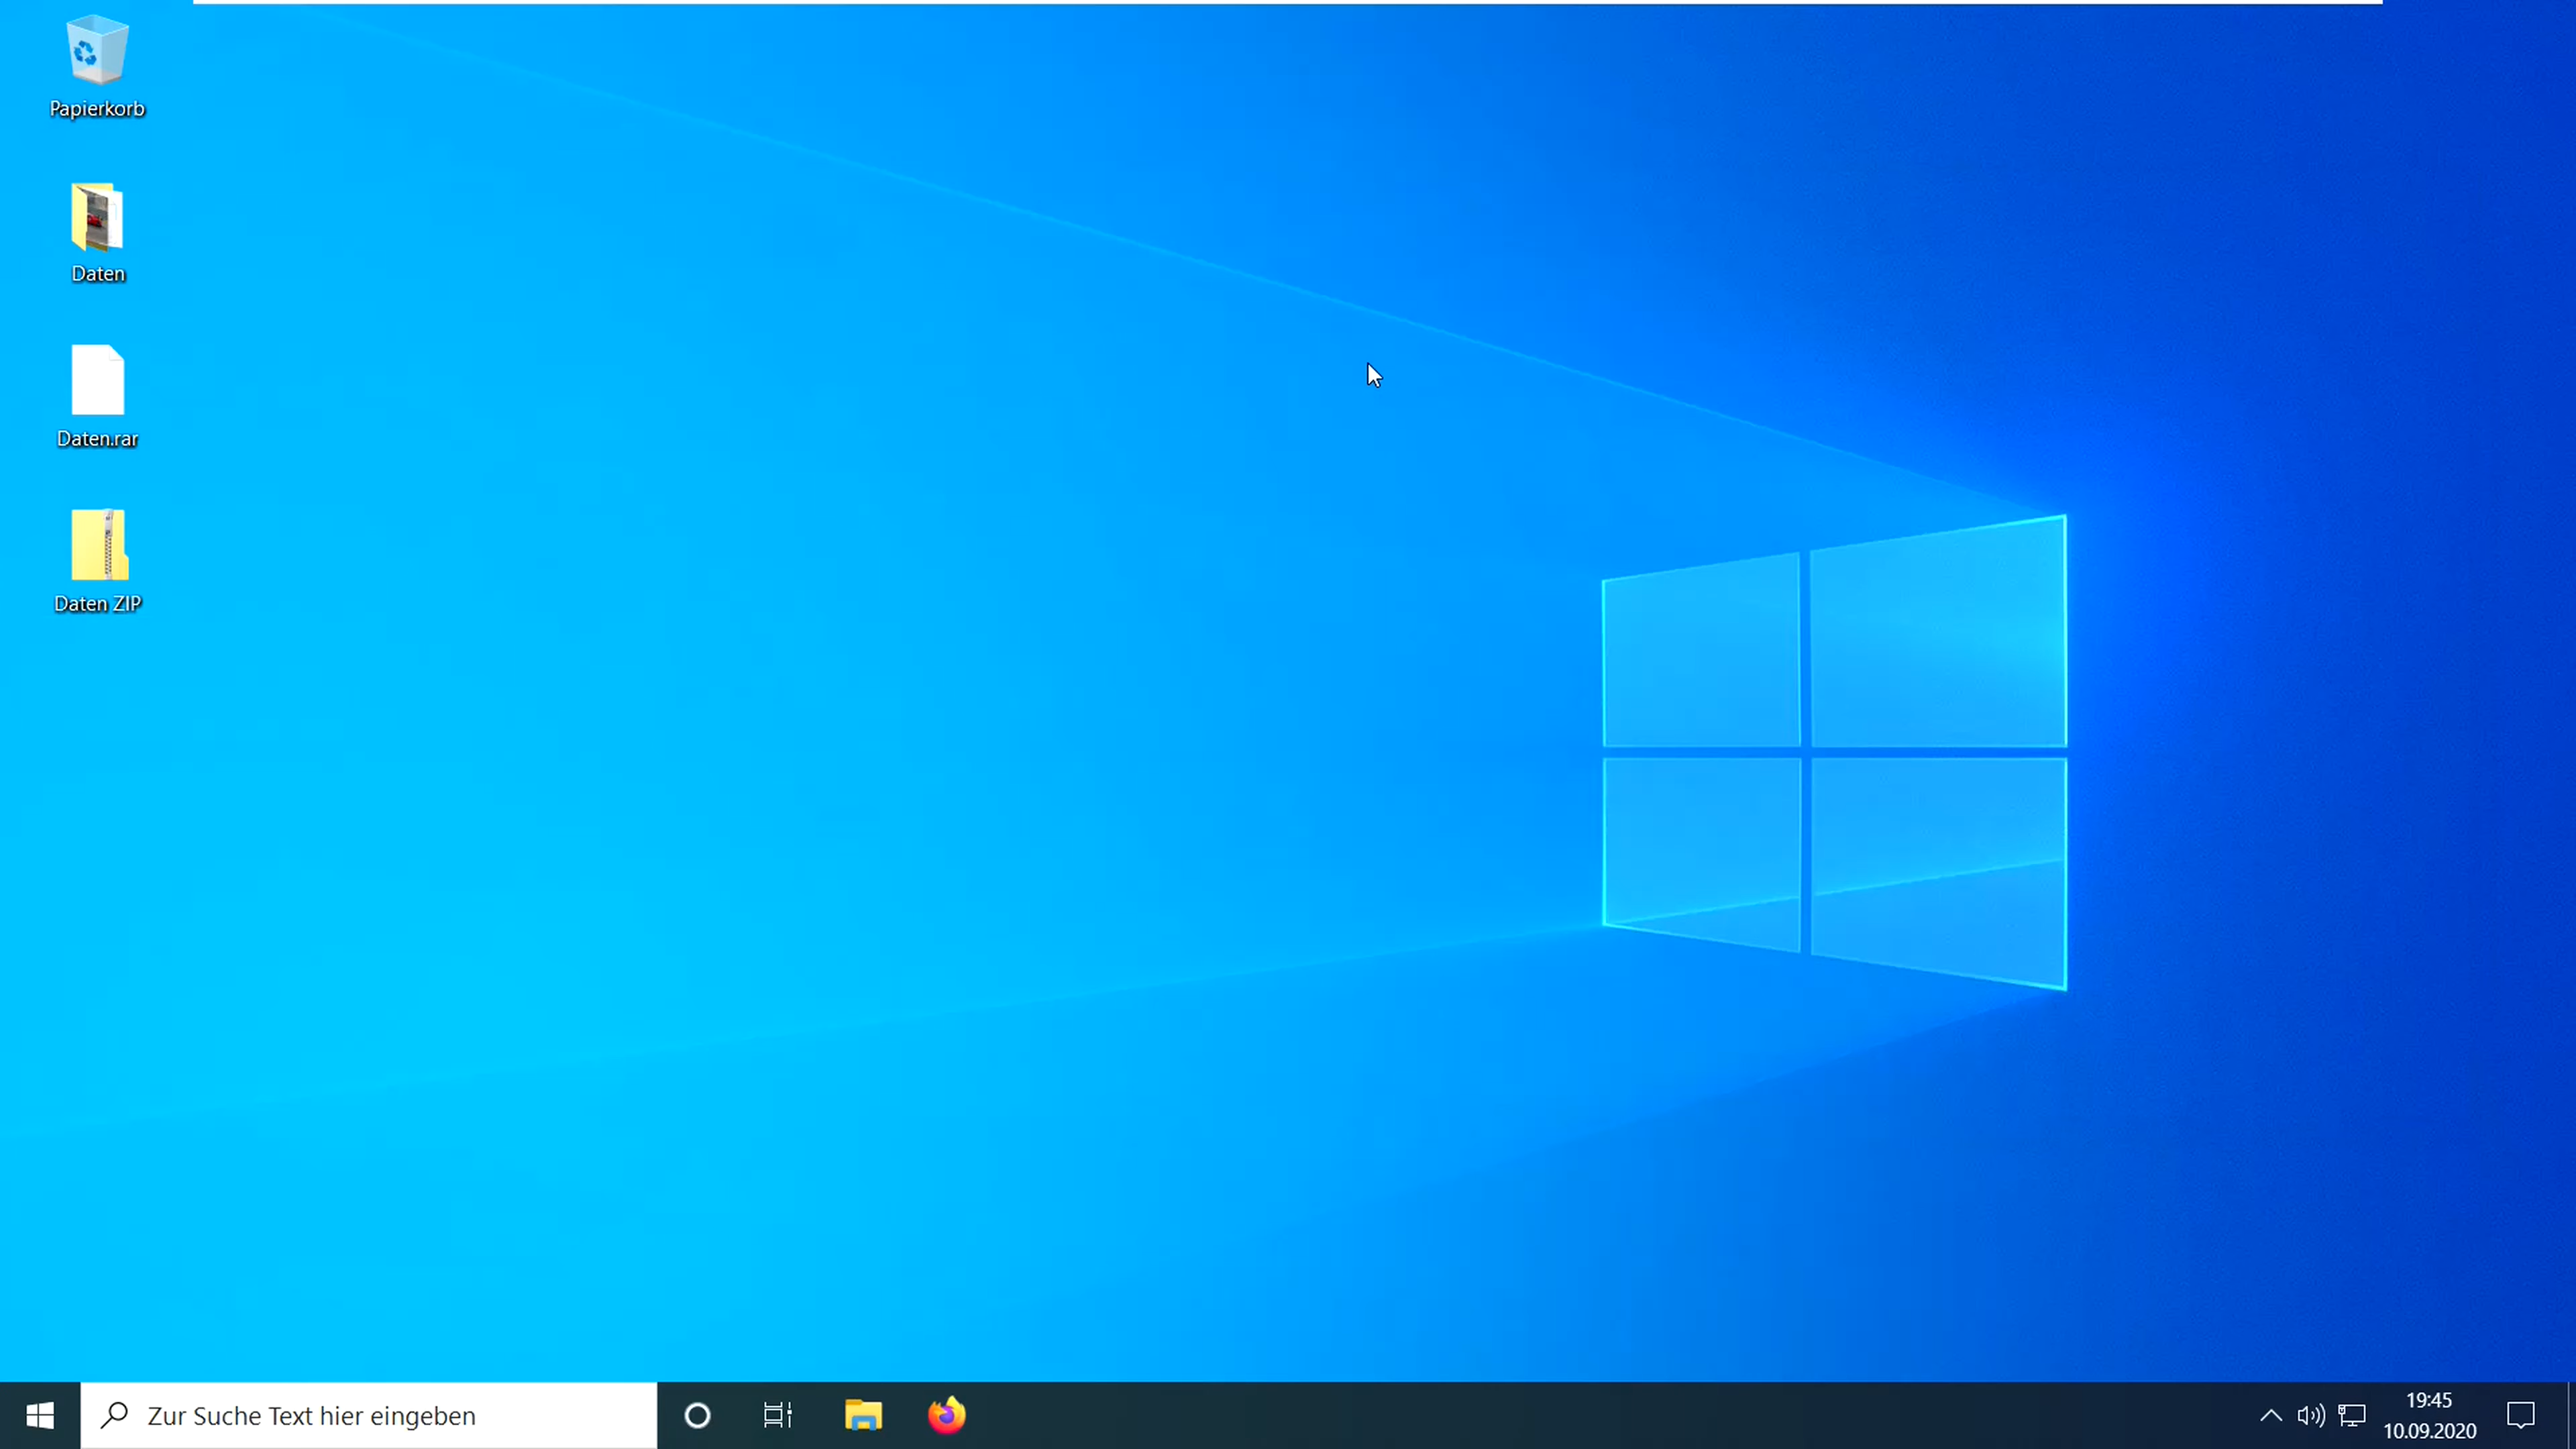 Papierkorb
Daten
Daten.rar
Daten ZIP
Zur Suche Text hier eingeben
19:45
10.09.2020